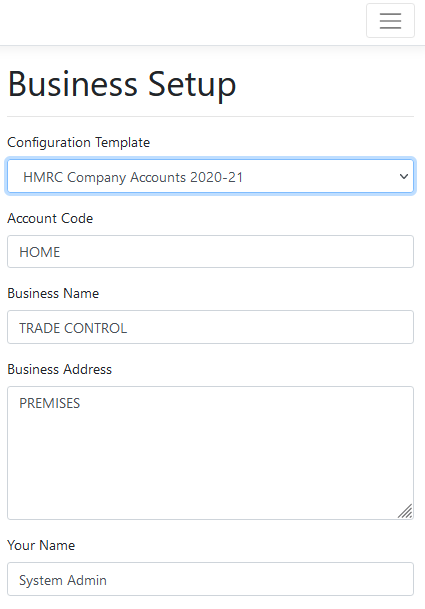 Business Setup
Configuration Template
HMRC Company Accounts 2020-21
Account Code
HOME
Business Name
TRADE CONTROL
Business Address
PREMISES
Your Name
System Admin